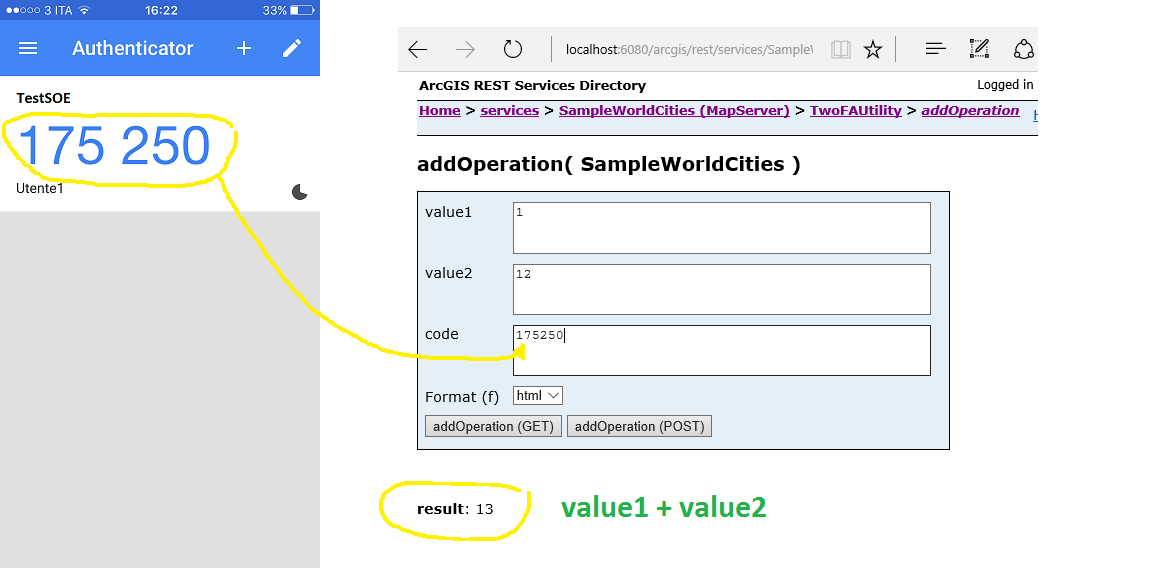 3 ITA 16:22 33%
Authenticator
TestSOE
175 250
Utente1
localhost:6080/arcgis/rest/services/Sample
ArcGIS REST Services Directory Logged in
Home > services > SampleWorldCities (MapServer) > TwoFAUtility > addOperation
addOperation( SampleWorldCities )
value1 1
value2 12
code 175250
Format (f) html
addOperation (GET) addOperation (POST)
result: 13 value1 + value2